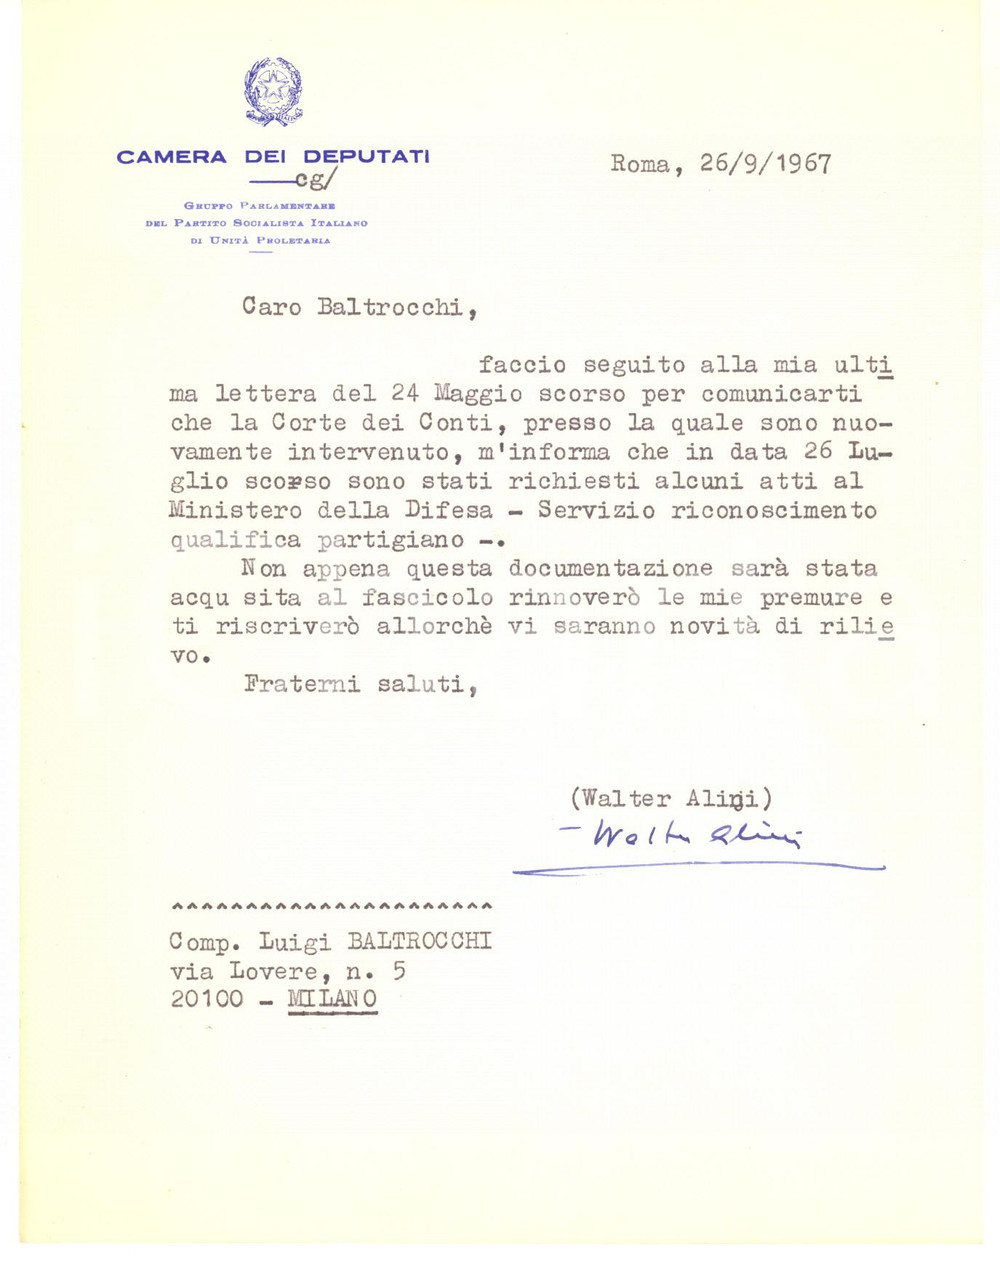 CAMERA DEI DEPUTATI
cg/
GRUPPO PARLAMENTARE
DEL PARTITO SOCIALISTA ITALIANO
DI UNITÀ PROLETARIA
Roma, 26/9/1967
Caro Baltrocchi,
faccio seguito alla mia ulti
ma lettera del 24 Maggio scorso per comunicarti
che la Corte dei Conti, presso la quale sono nuo-
vamente intervenuto, m'informa che in data 26 Lu-
glio scorso sono stati richiesti alcuni atti al
Ministero della Difesa - Servizio riconoscimento
qualifica partigiano -.
Non appena questa documentazione sarà stata
acqu sita al fascicolo rinnoverò le mie premure e
ti riscriverò allorchè vi saranno novità di rilie
vo.
Fraterni saluti,
(Walter Alini)
- Walter Alini
^^^^^^^^^^^^^^^^^^^^^^
Comp. Luigi BALTROCCHI
via Lovere, n. 5
20100 - MILANO